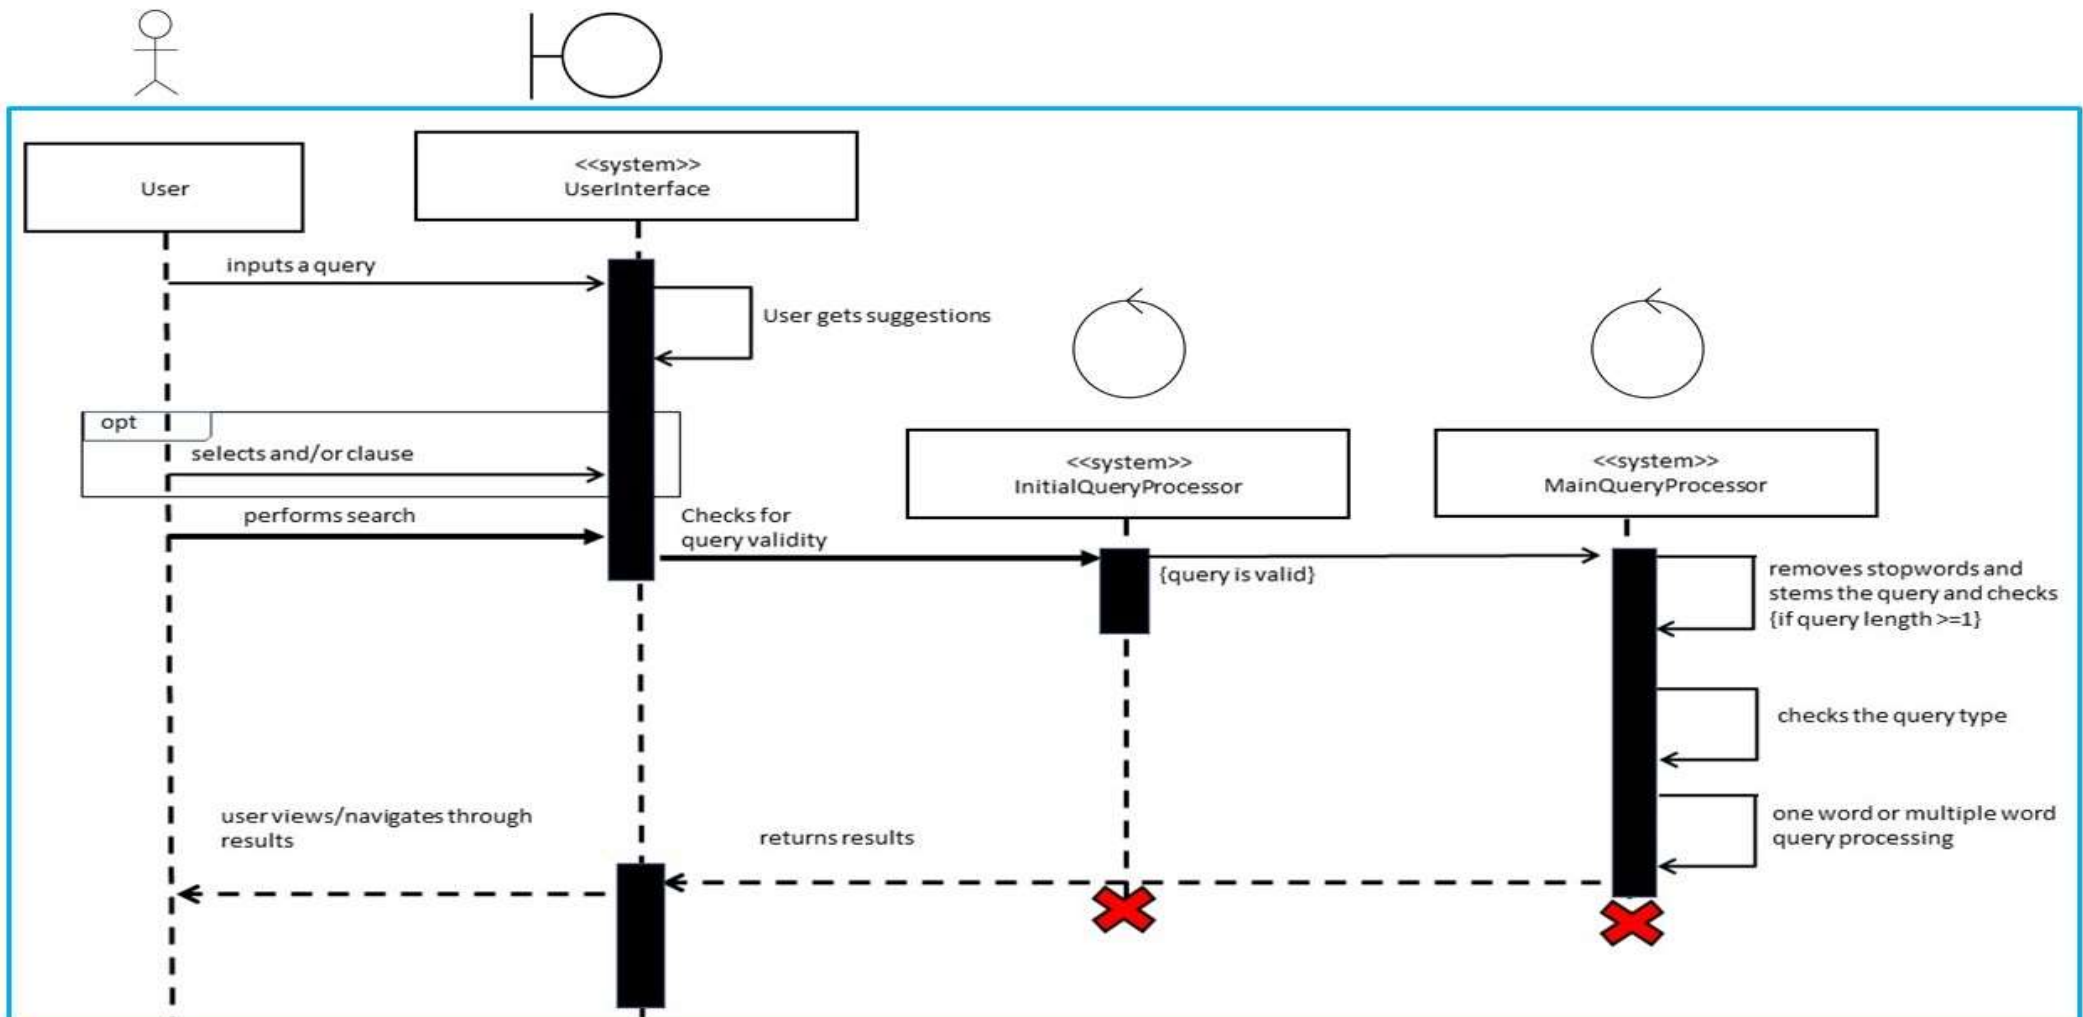 User
<<system>>
UserInterface
inputs a query
User gets suggestions
opt
selects and/or clause
performs search
<<system>>
InitialQueryProcessor
<<system>>
MainQueryProcessor
Checks for
query validity
{query is valid}
removes stopwords and
stems the query and checks
{if query length >=1}
checks the query type
one word or multiple word
query processing
user views/navigates through
results
returns results